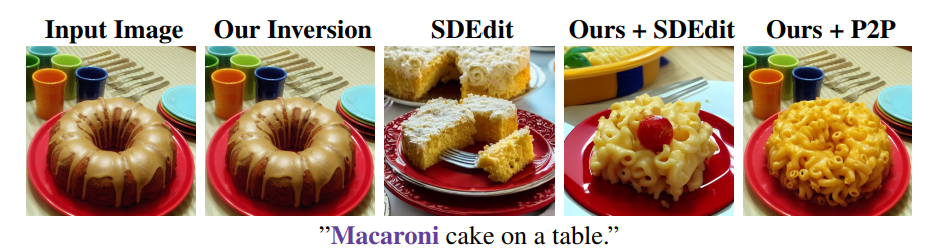 Input Image Our Inversion SDEdit Ours + SDEdit Ours + P2P
”Macaroni cake on a table.”